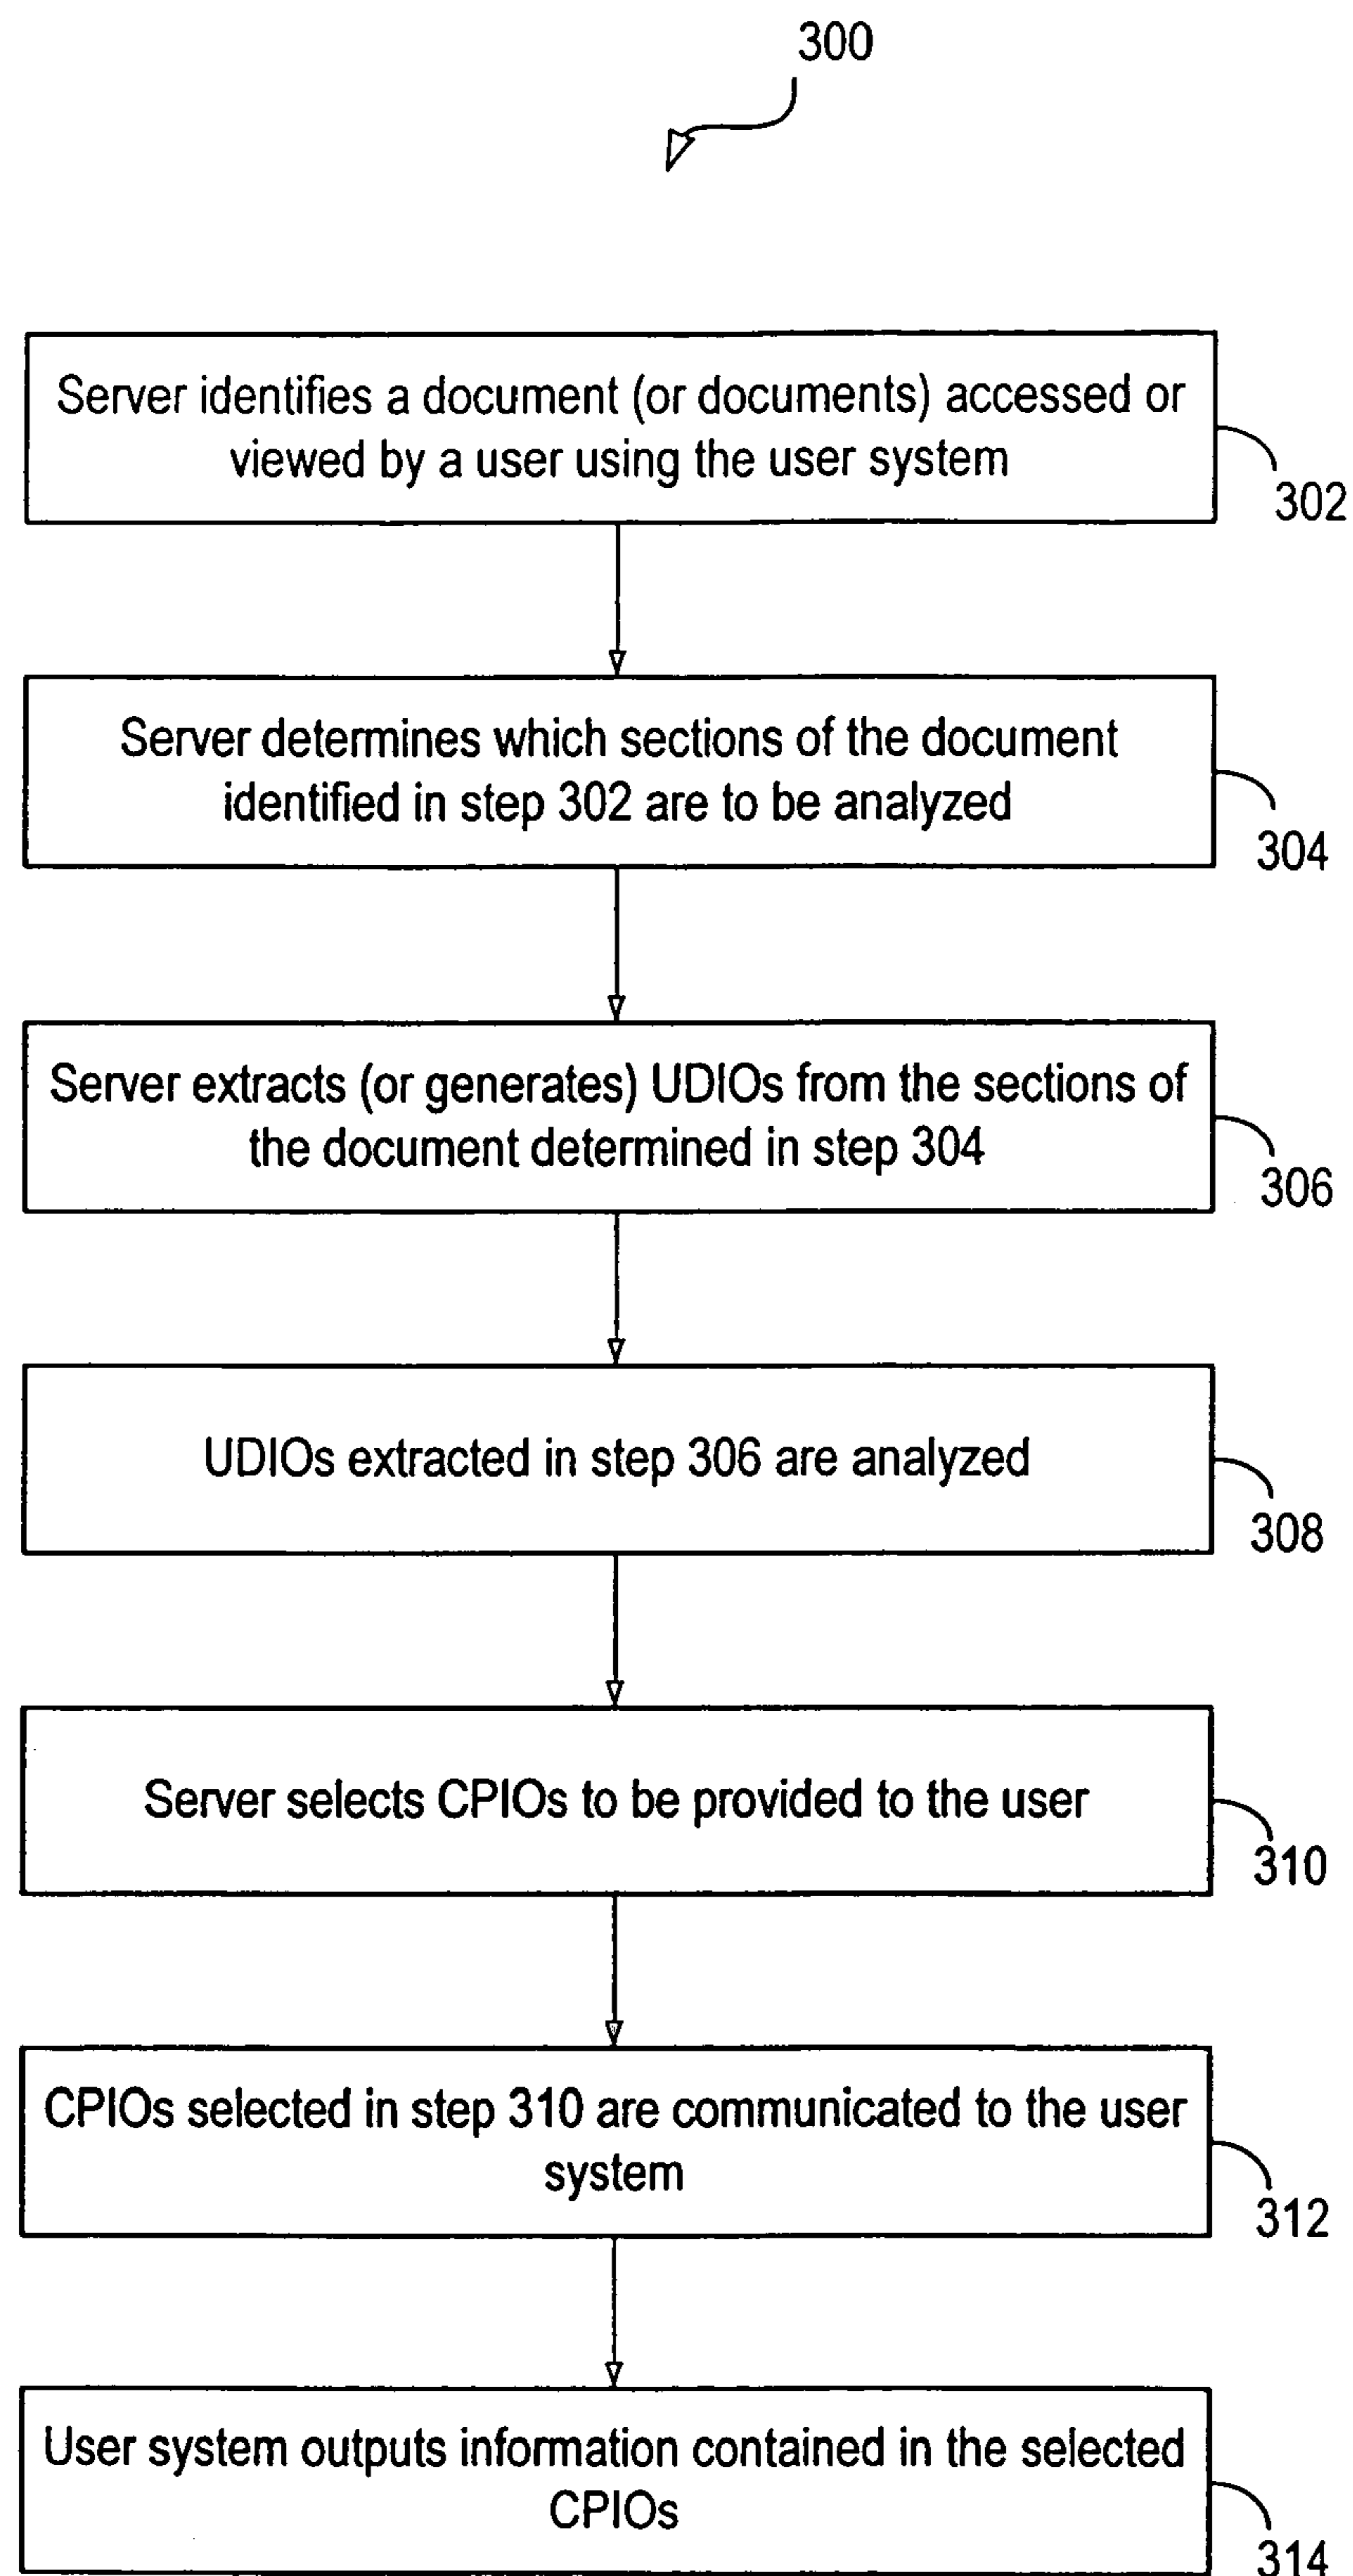 300
Server identifies a document (or documents) accessed or
viewed by a user using the user system
302
Server determines which sections of the document
identified in step 302 are to be analyzed
304
Server extracts (or generates) UDIOs from the sections of
the document determined in step 304
306
UDIOs extracted in step 306 are analyzed
308
Server selects CPIOs to be provided to the user
310
CPIOs selected in step 310 are communicated to the user
system
312
User system outputs information contained in the selected
CPIOs
314